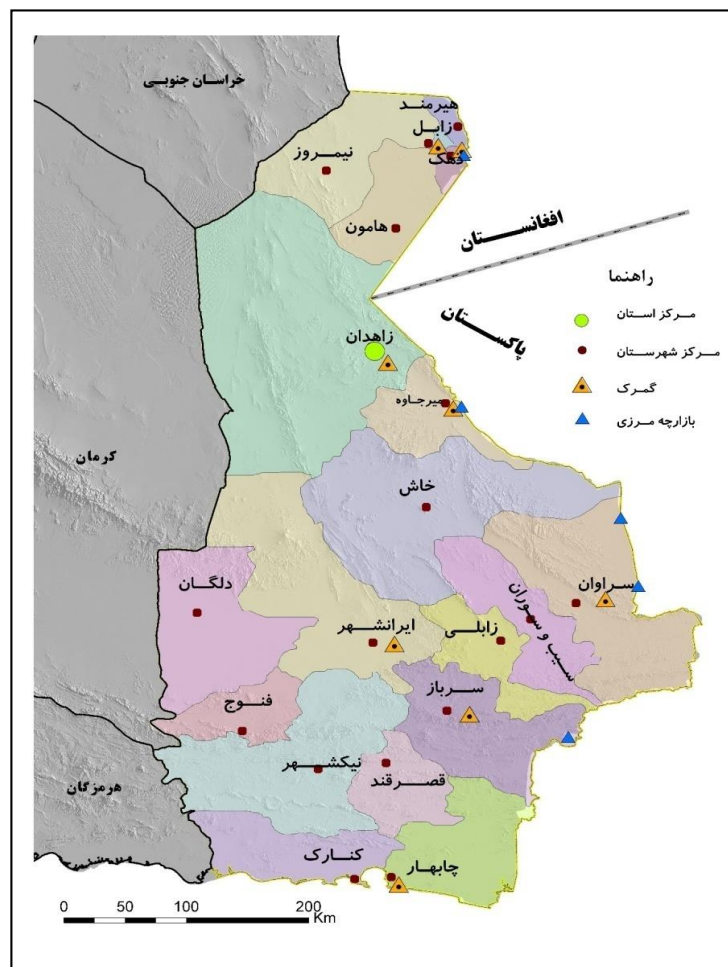 خراسان جنوبی
هیرمند
زابل
زهک
نیمروز
هامون
افغانستان
پاکستان
راهنما
مرکز استان
مرکز شهرستان
گمرک
بازارچه مرزی
زاهدان
میرجاوه
کرمان
خاش
سراوان
سیب و سوران
دلگان
ایرانشهر
زابلی
سرباز
فنوج
نیکشهر
قصرقند
هرمزگان
کنارک
چابهار
0 50 100 200
Km